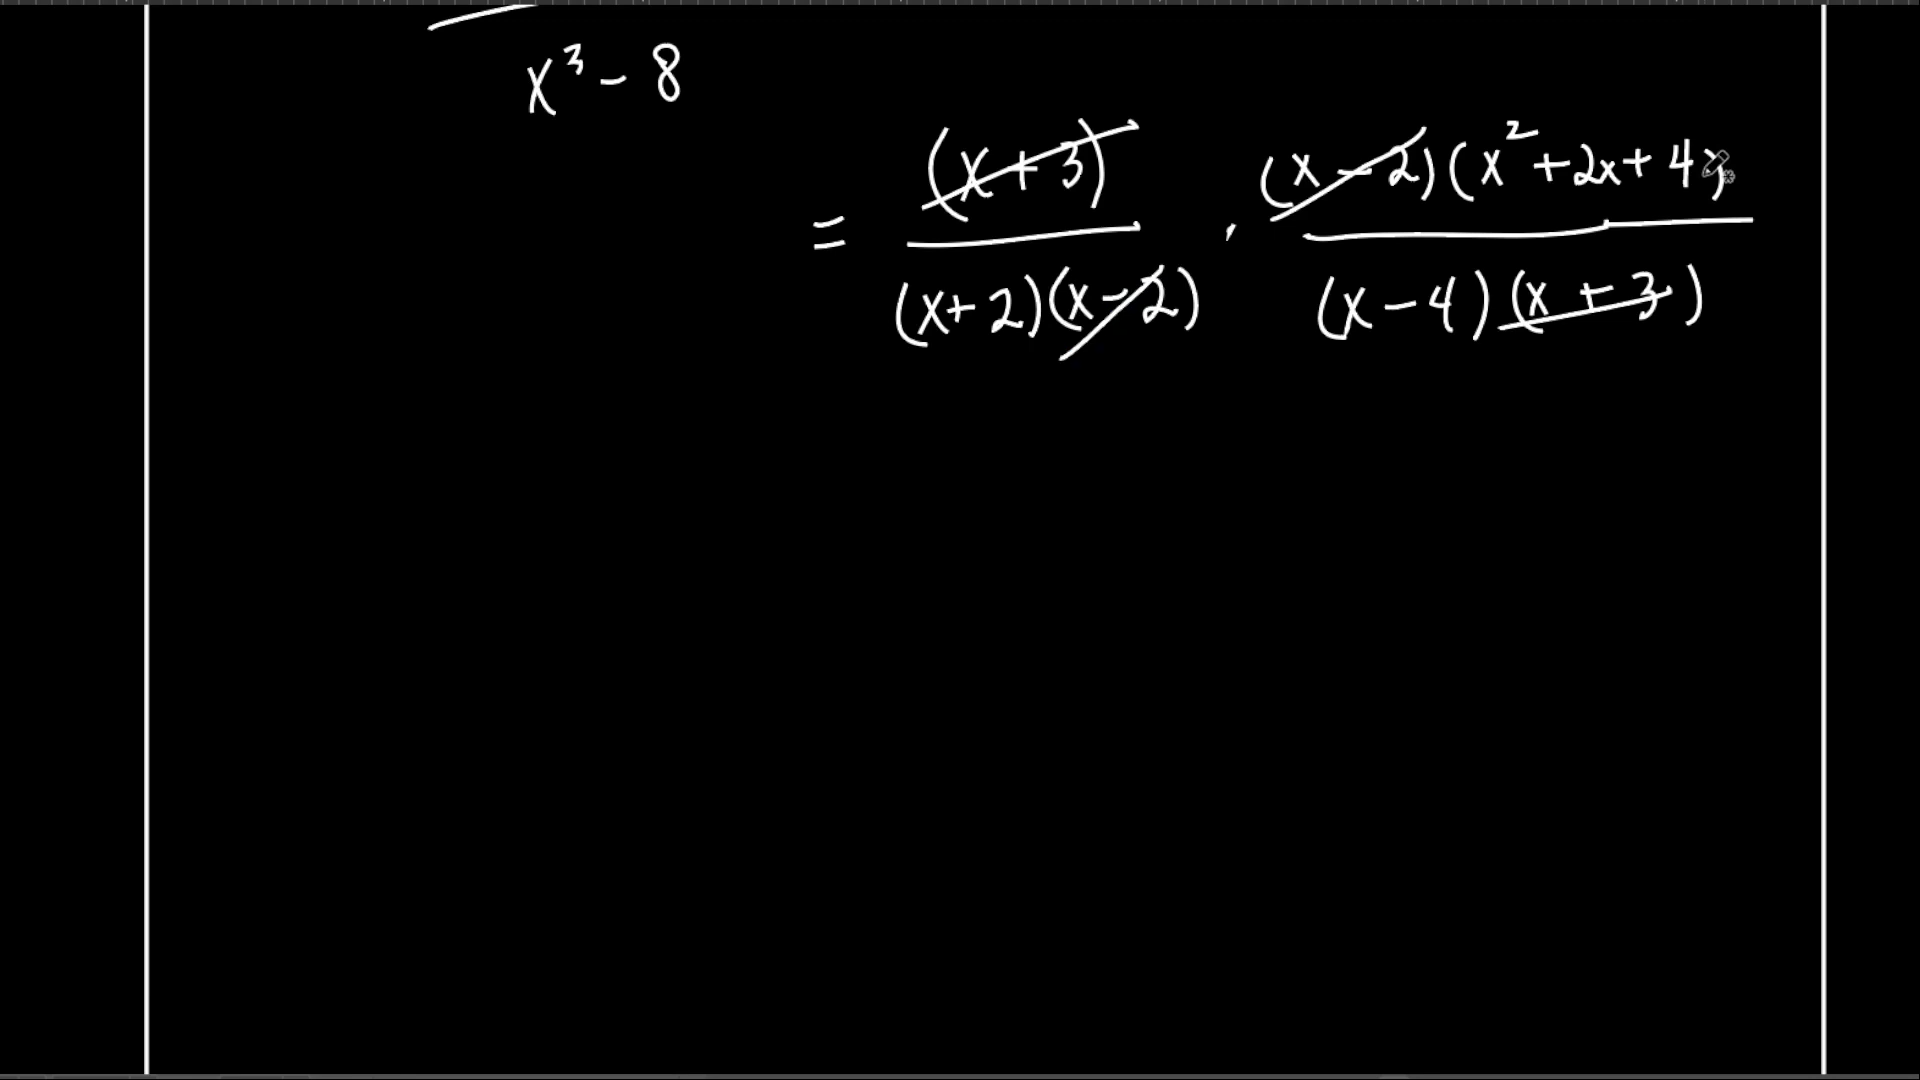 x³ - 8
(x + 3) (x - 2)(x² + 2x + 4)
= ·
(x + 2)(x - 2) (x - 4)(x + 3)